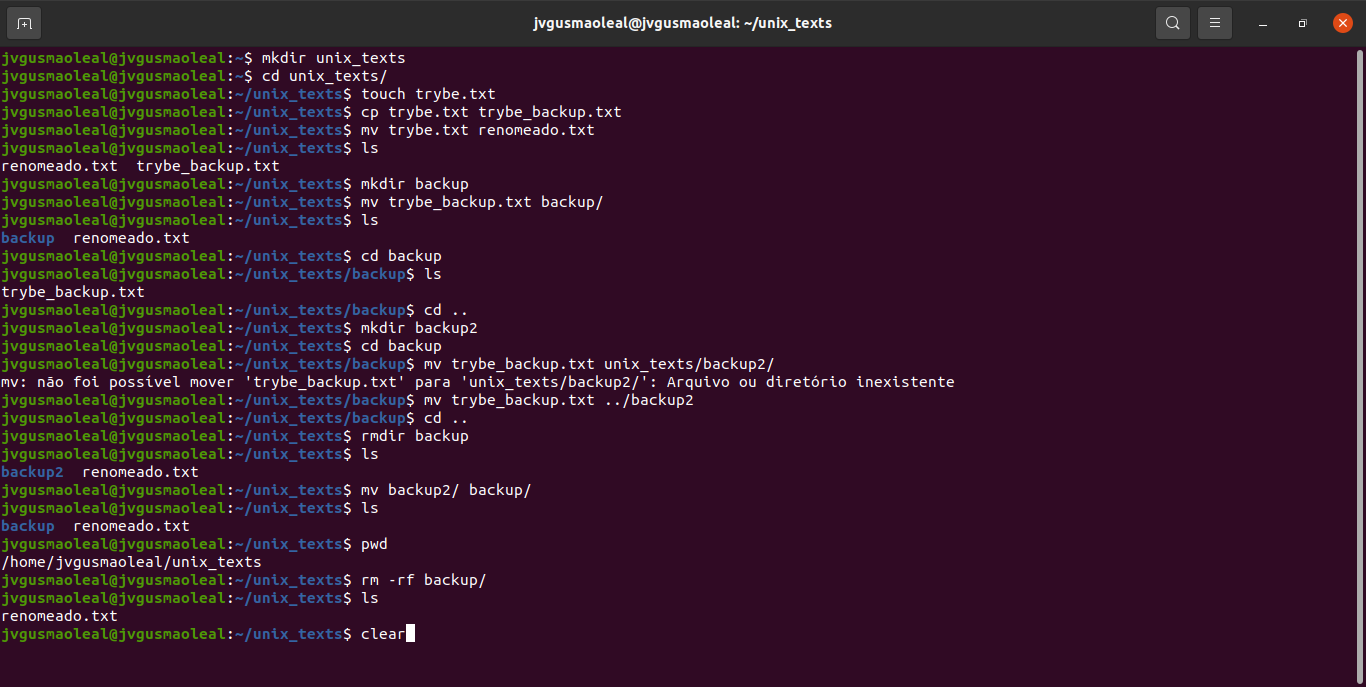 jvgusmaoleal@jvgusmaoleal: ~/unix_texts
jvgusmaoleal@jvgusmaoleal:~$ mkdir unix_texts
jvgusmaoleal@jvgusmaoleal:~$ cd unix_texts/
jvgusmaoleal@jvgusmaoleal:~/unix_texts$ touch trybe.txt
jvgusmaoleal@jvgusmaoleal:~/unix_texts$ cp trybe.txt trybe_backup.txt
jvgusmaoleal@jvgusmaoleal:~/unix_texts$ mv trybe.txt renomeado.txt
jvgusmaoleal@jvgusmaoleal:~/unix_texts$ ls
renomeado.txt  trybe_backup.txt
jvgusmaoleal@jvgusmaoleal:~/unix_texts$ mkdir backup
jvgusmaoleal@jvgusmaoleal:~/unix_texts$ mv trybe_backup.txt backup/
jvgusmaoleal@jvgusmaoleal:~/unix_texts$ ls
backup  renomeado.txt
jvgusmaoleal@jvgusmaoleal:~/unix_texts$ cd backup
jvgusmaoleal@jvgusmaoleal:~/unix_texts/backup$ ls
trybe_backup.txt
jvgusmaoleal@jvgusmaoleal:~/unix_texts/backup$ cd ..
jvgusmaoleal@jvgusmaoleal:~/unix_texts$ mkdir backup2
jvgusmaoleal@jvgusmaoleal:~/unix_texts$ cd backup
jvgusmaoleal@jvgusmaoleal:~/unix_texts/backup$ mv trybe_backup.txt unix_texts/backup2/
mv: não foi possível mover 'trybe_backup.txt' para 'unix_texts/backup2/': Arquivo ou diretório inexistente
jvgusmaoleal@jvgusmaoleal:~/unix_texts/backup$ mv trybe_backup.txt ../backup2
jvgusmaoleal@jvgusmaoleal:~/unix_texts/backup$ cd ..
jvgusmaoleal@jvgusmaoleal:~/unix_texts$ rmdir backup
jvgusmaoleal@jvgusmaoleal:~/unix_texts$ ls
backup2  renomeado.txt
jvgusmaoleal@jvgusmaoleal:~/unix_texts$ mv backup2/ backup/
jvgusmaoleal@jvgusmaoleal:~/unix_texts$ ls
backup  renomeado.txt
jvgusmaoleal@jvgusmaoleal:~/unix_texts$ pwd
/home/jvgusmaoleal/unix_texts
jvgusmaoleal@jvgusmaoleal:~/unix_texts$ rm -rf backup/
jvgusmaoleal@jvgusmaoleal:~/unix_texts$ ls
renomeado.txt
jvgusmaoleal@jvgusmaoleal:~/unix_texts$ clear